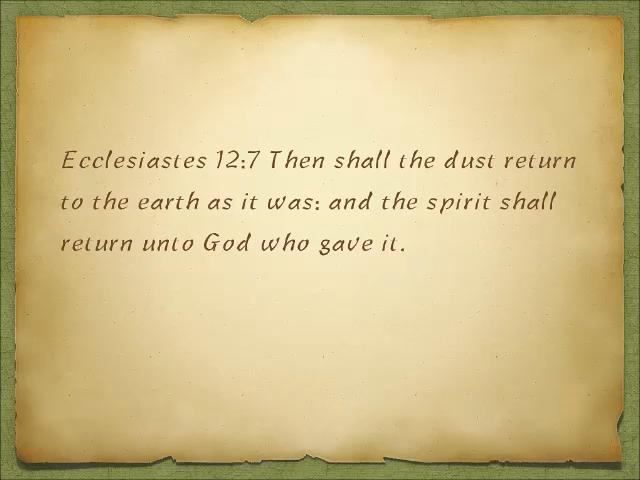 Ecclesiastes 12:7 Then shall the dust return
to the earth as it was: and the spirit shall
return unto God who gave it.